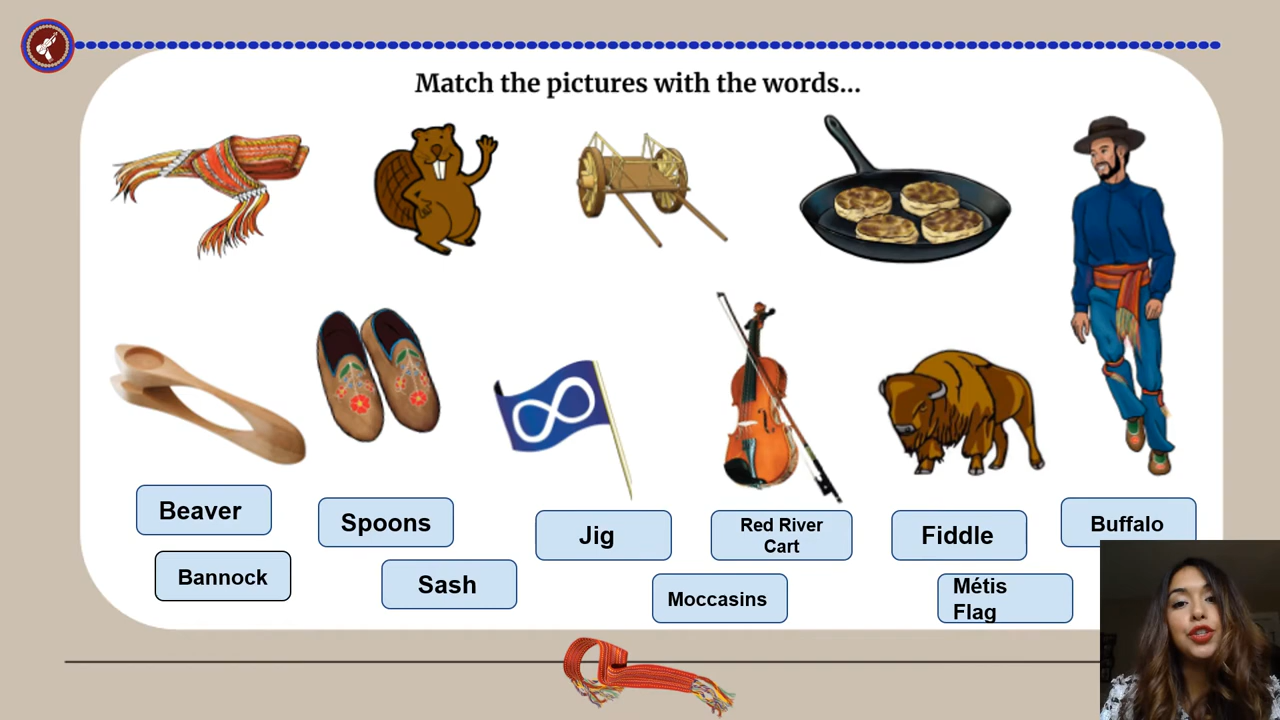 Match the pictures with the words...
Beaver
Spoons
Jig
Red River
Cart
Fiddle
Buffalo
Bannock
Sash
Moccasins
Métis
Flag